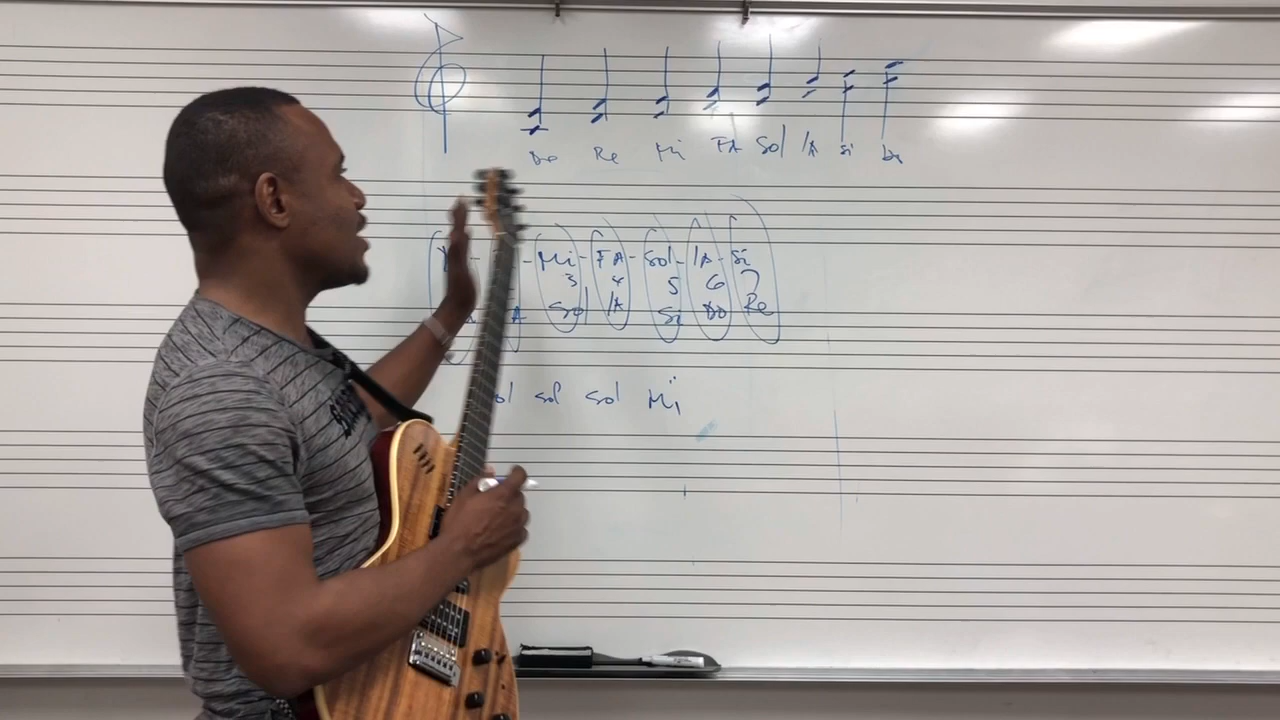 Do Re Mi FA Sol lA Si Do
- Mi - FA - Sol - lA - Si
3 4 5 6 7
Sol lA Si Do Re
sol sol Mi